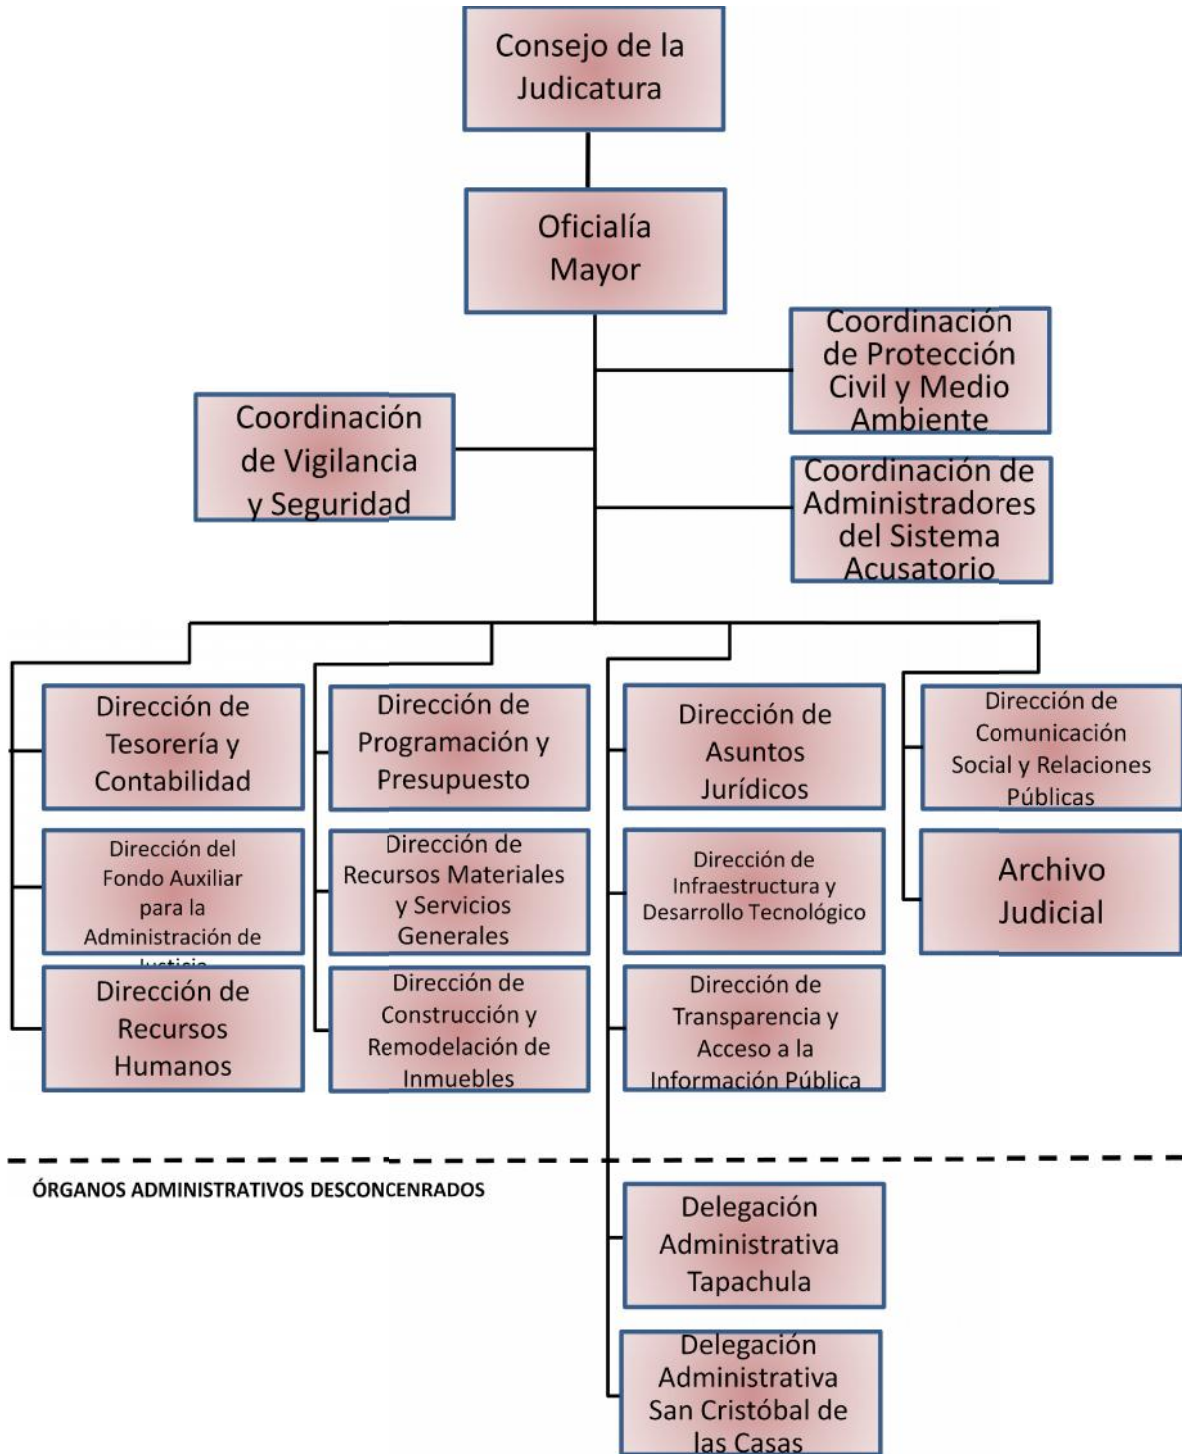 Consejo de la
Judicatura
Oficialía
Mayor
Coordinación
de Protección
Civil y Medio
Ambiente
Coordinación
de Vigilancia
y Seguridad
Coordinación de
Administradores
del Sistema
Acusatorio
Dirección de
Tesorería y
Contabilidad
Dirección del
Fondo Auxiliar
para la
Administración de
Justicia
Dirección de
Recursos
Humanos
Dirección de
Programación y
Presupuesto
Dirección de
Recursos Materiales
y Servicios
Generales
Dirección de
Construcción y
Remodelación de
Inmuebles
Dirección de
Asuntos
Jurídicos
Dirección de
Infraestructura y
Desarrollo Tecnológico
Dirección de
Transparencia y
Acceso a la
Información Pública
Dirección de
Comunicación
Social y Relaciones
Públicas
Archivo
Judicial
ÓRGANOS ADMINISTRATIVOS DESCONCENRADOS
Delegación
Administrativa
Tapachula
Delegación
Administrativa
San Cristóbal de
las Casas